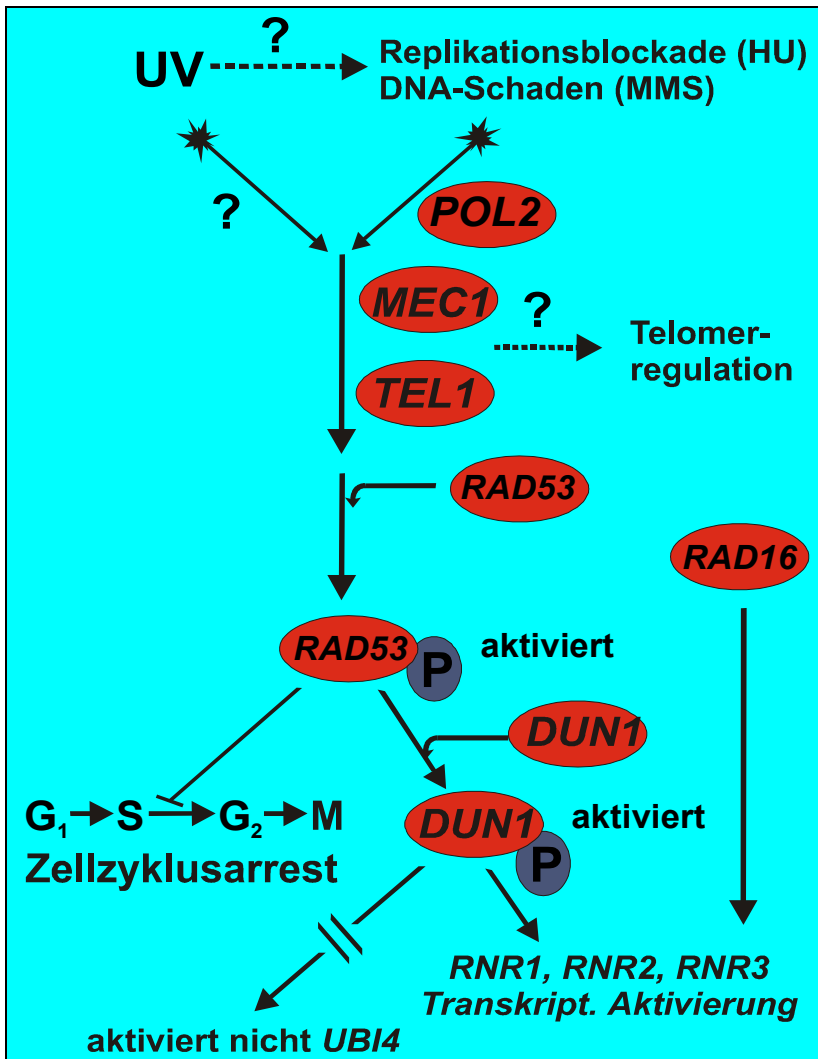 ?
UV
Replikationsblockade (HU)
DNA-Schaden (MMS)
?
POL2
MEC1
?
Telomer-
regulation
TEL1
RAD53
RAD16
RAD53
P
aktiviert
DUN1
G1 S G2 M
Zellzyklusarrest
DUN1
P
aktiviert
RNR1, RNR2, RNR3
Transkript. Aktivierung
aktiviert nicht UBI4